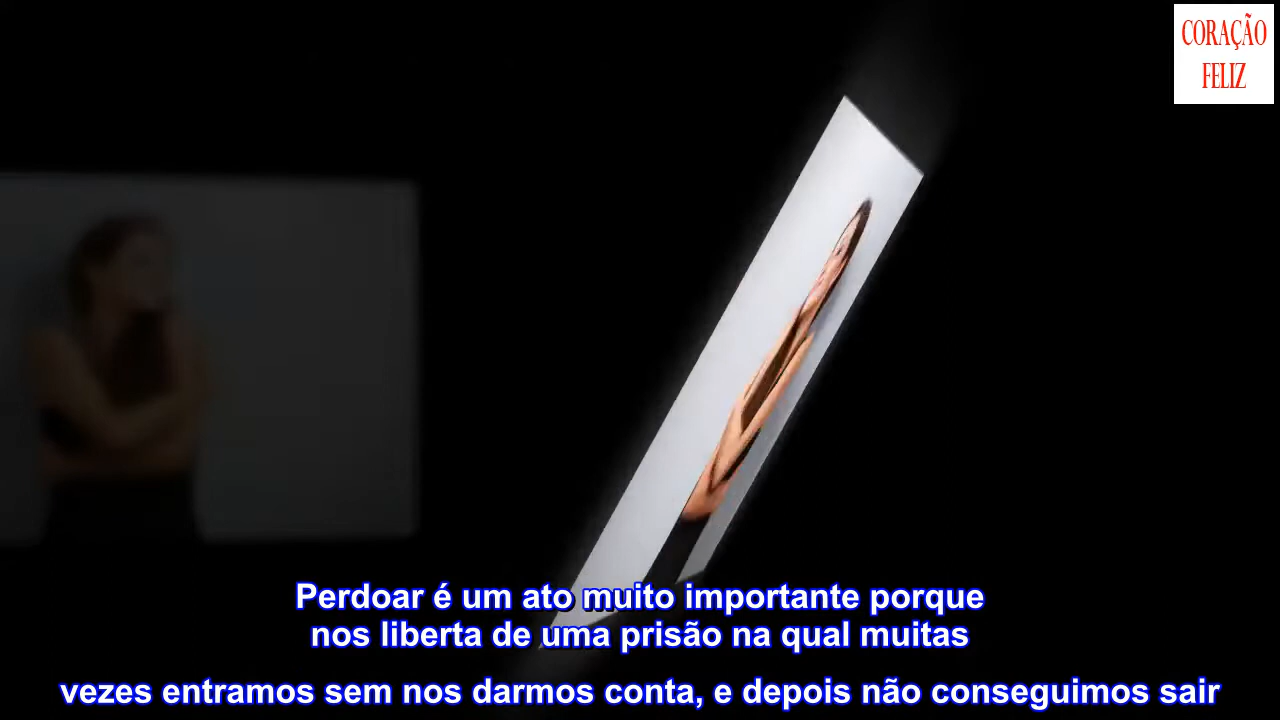 CORAÇÃO
FELIZ
Perdoar é um ato muito importante porque
nos liberta de uma prisão na qual muitas
vezes entramos sem nos darmos conta, e depois não conseguimos sair